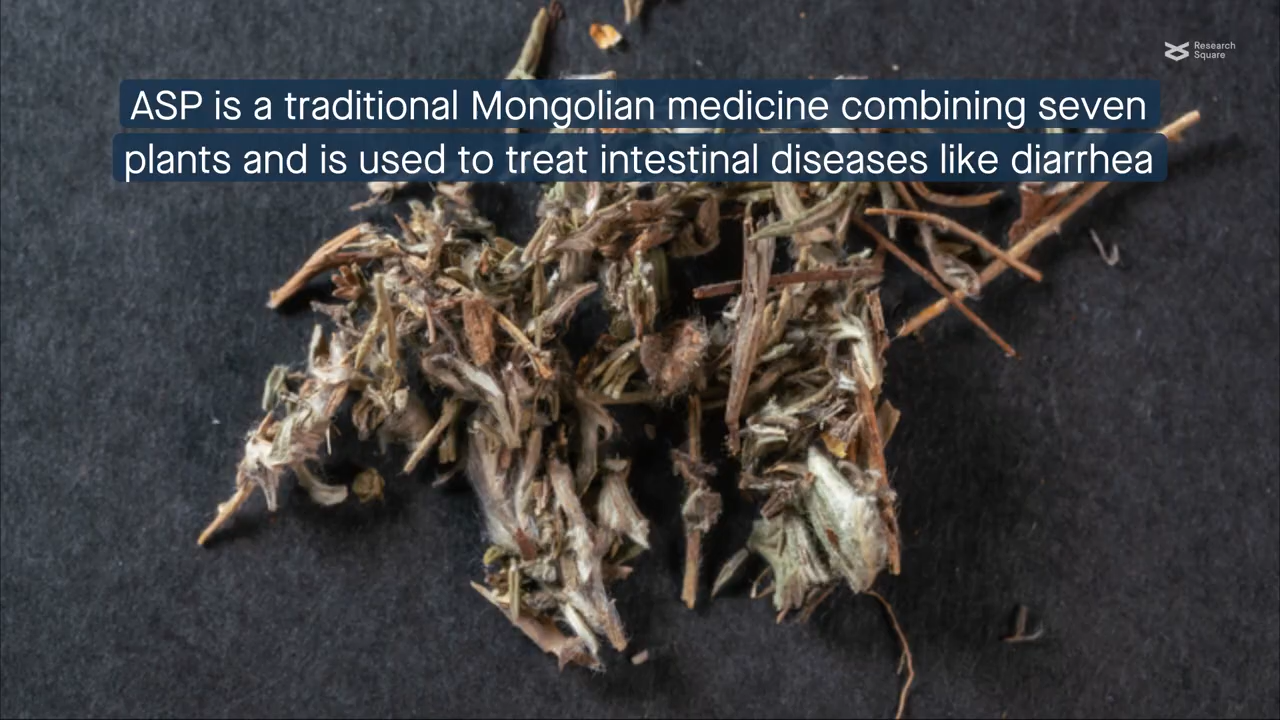 Research
Square
ASP is a traditional Mongolian medicine combining seven
plants and is used to treat intestinal diseases like diarrhea